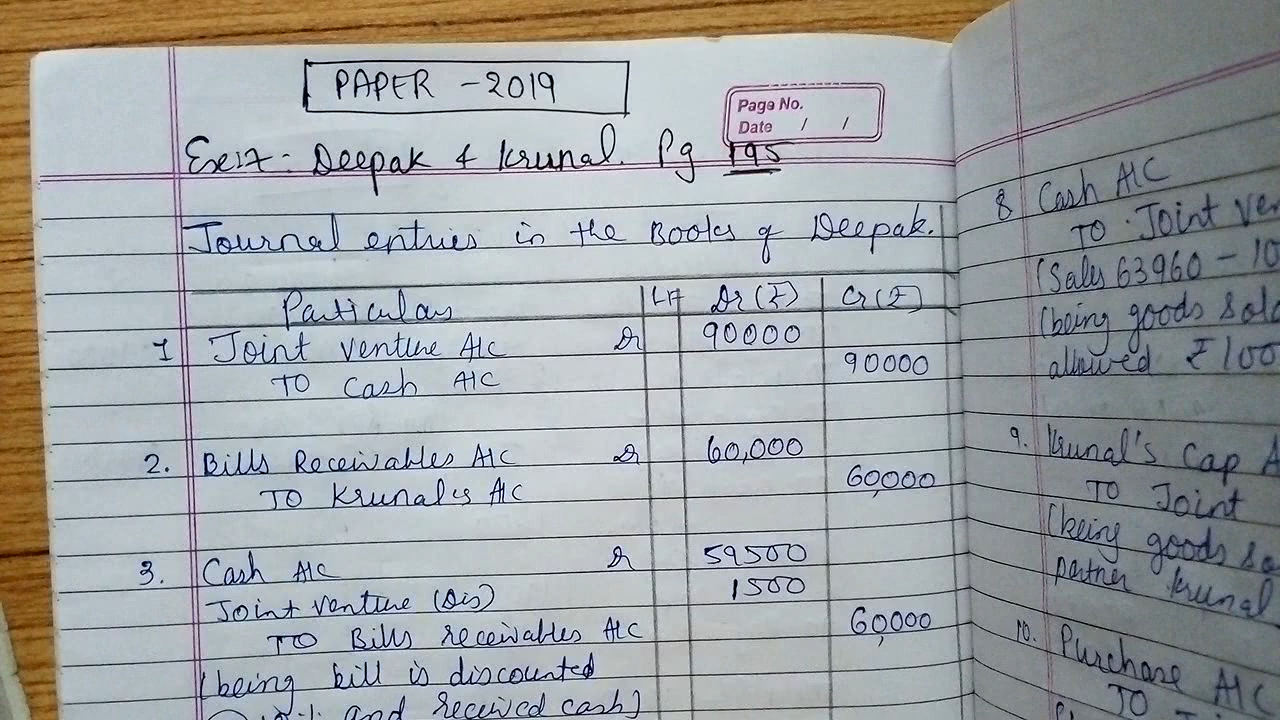 PAPER - 2019
Page No.
Date / /
Deepak & Krunal. Pg 195
Journal entries in the Books of Deepak.
Particulars LF Dr (₹) Cr (₹)
1 Joint venture A/C Dr 90000
TO Cash A/C 90000
2. Bills Receivables A/C Dr 60,000
TO Krunal's A/C 60,000
3. Cash A/C Dr 59500
Joint venture (Dis) 1500
TO Bills receivables A/C 60,000
(being bill is discounted
and received cash)
8 Cash A/C
TO Joint Ven
(Sales 63960 - 10
(being goods sold
allowed ₹ 100
9. Krunal's Cap A
TO Joint
(being goods so
partner Krunal
10. Purchase A/C
TO